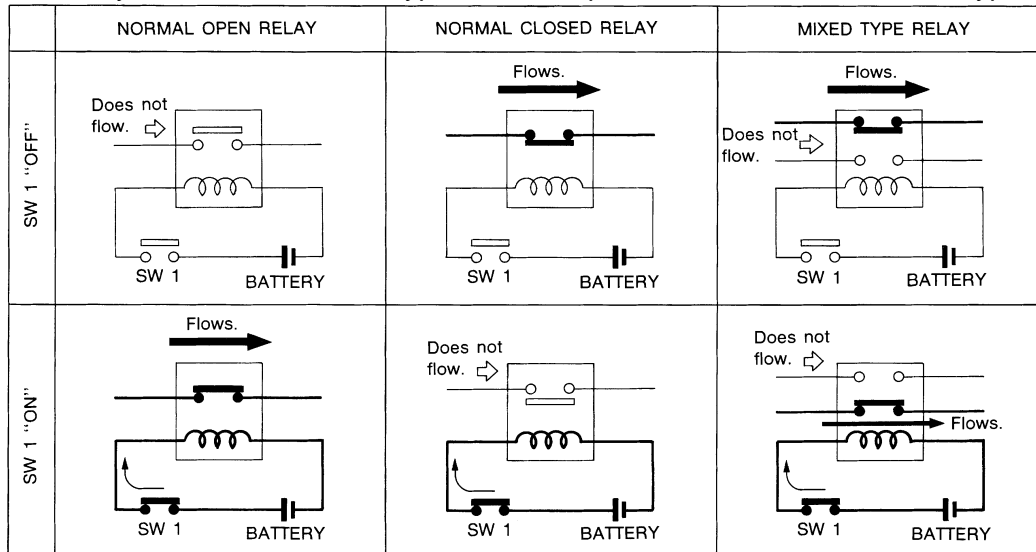 NORMAL OPEN RELAY
NORMAL CLOSED RELAY
MIXED TYPE RELAY
SW 1 "OFF"
Does not
flow.
SW 1
BATTERY
Flows.
SW 1
BATTERY
Flows.
Does not
flow.
SW 1
BATTERY
SW 1 "ON"
Flows.
SW 1
BATTERY
Does not
flow.
SW 1
BATTERY
Does not
flow.
Flows.
SW 1
BATTERY